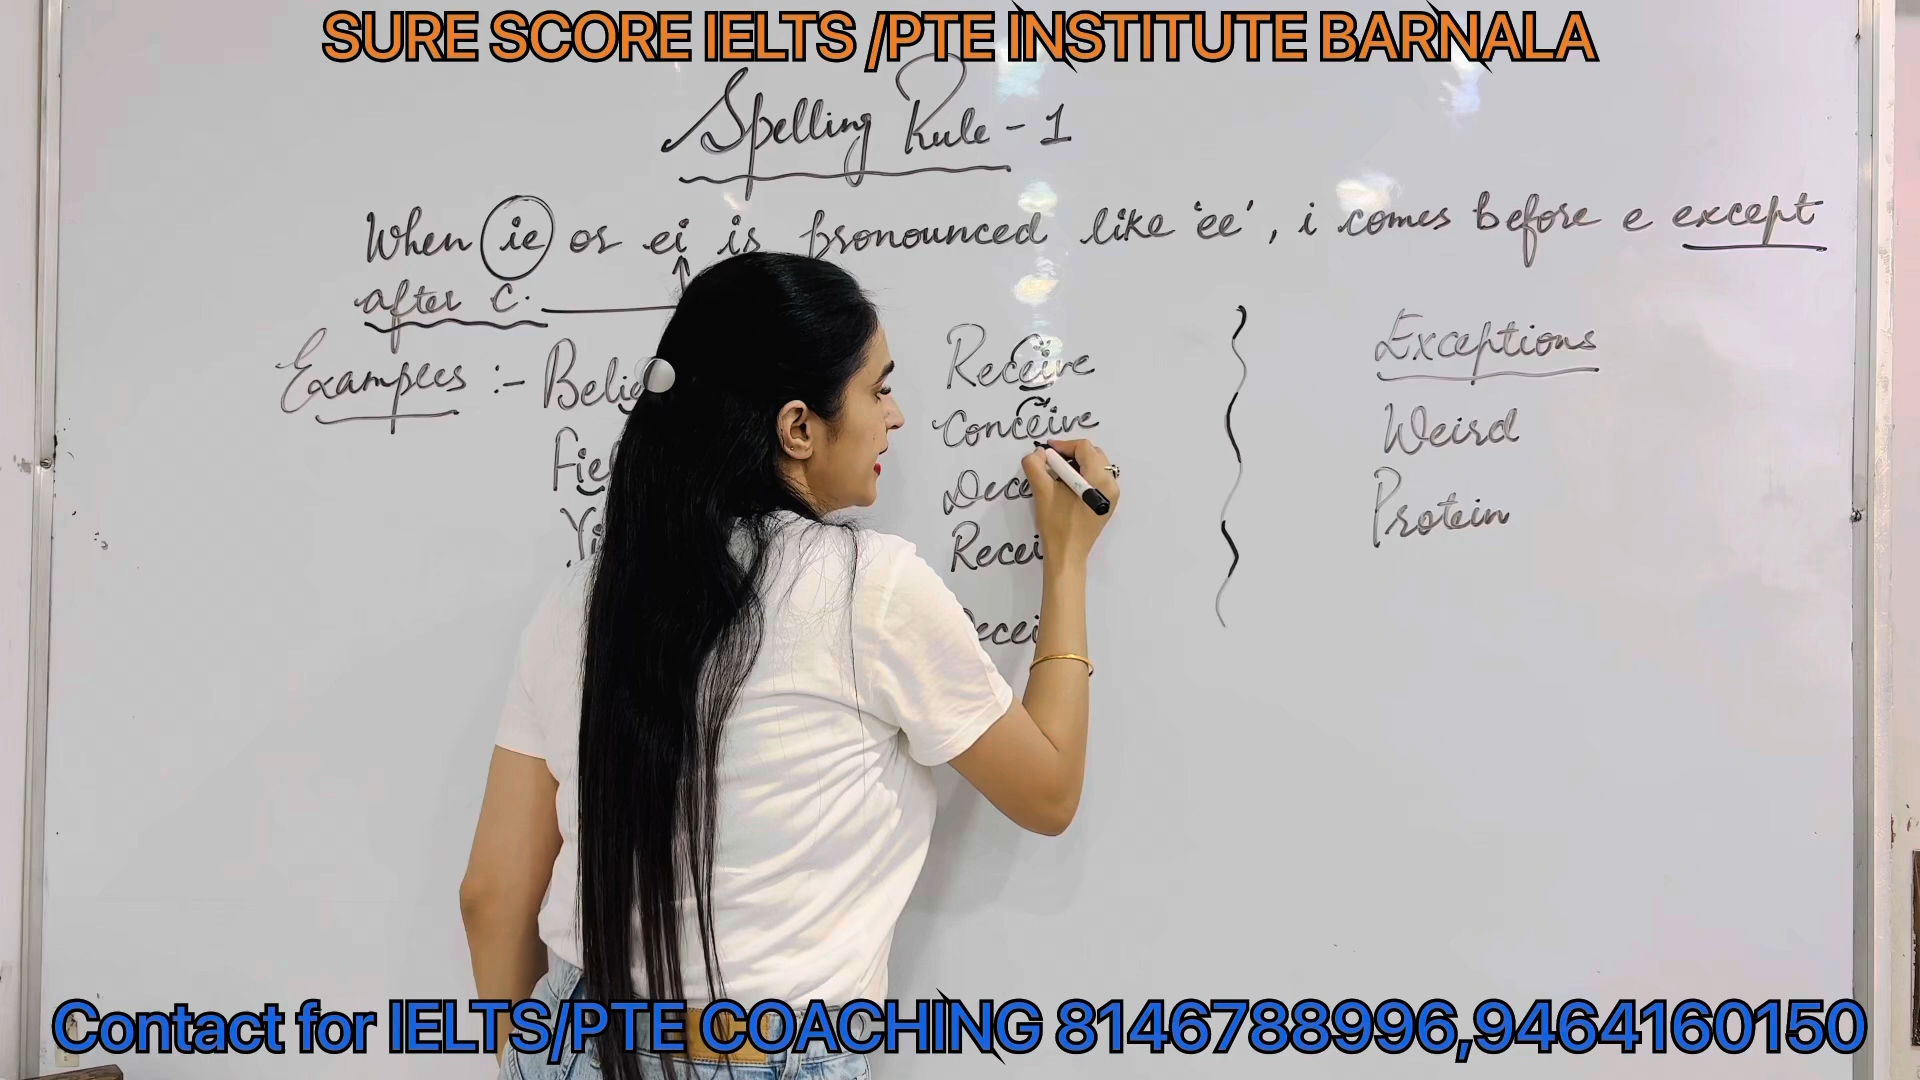 SURE SCORE IELTS /PTE INSTITUTE BARNALA
Spelling Rule - 1
When ie or ei is pronounced like 'ee', i comes before e except
after c.
Examples :-
Receive
Conceive
Exceptions
Weird
Protein
Contact for IELTS/PTE COACHING 8146788996,9464160150